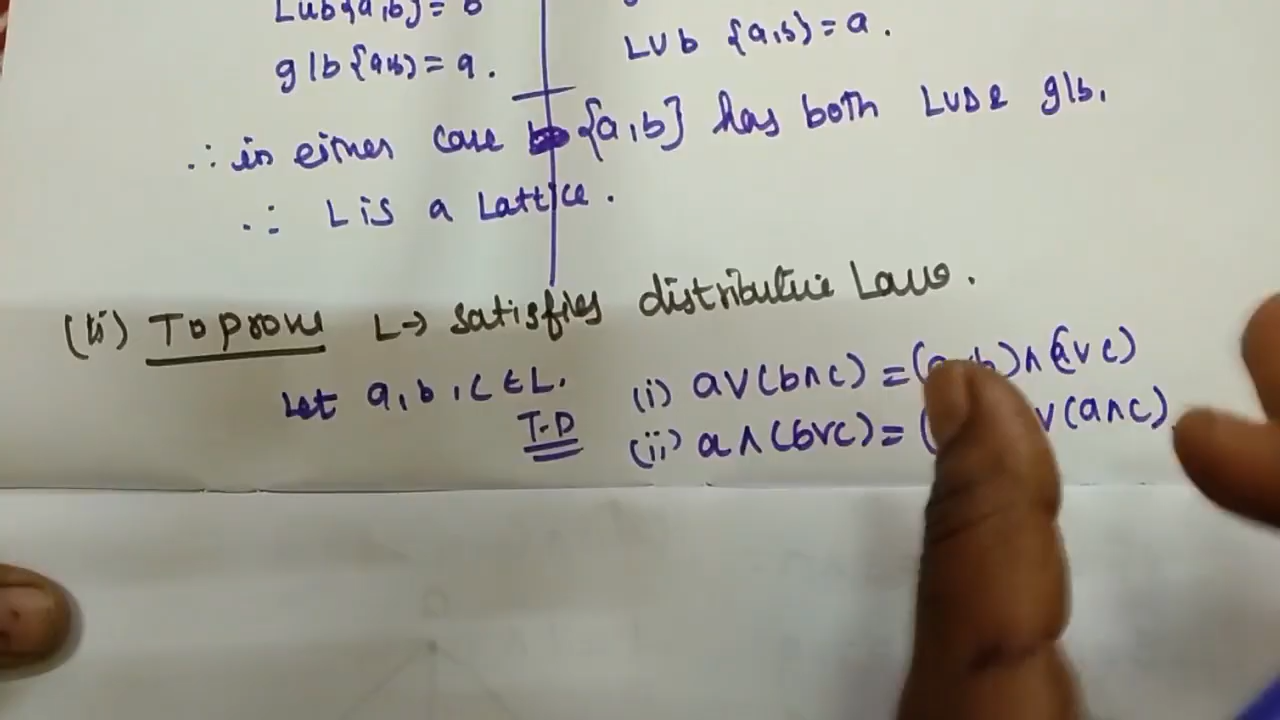 Lub{a,b} = b
glb{a,b) = a.
LUb {a,b} = a.
∴ in either case {a,b} has both LUb & glb.
∴ L is a Lattice.
(ii) To prove L → satisfies distributive Laws.
Let a, b, c ∈ L.
T.P
(i) a∨(b∧c) = (a∨b)∧(a∨c)
(ii) a∧(b∨c) = ( ∨(a∧c)